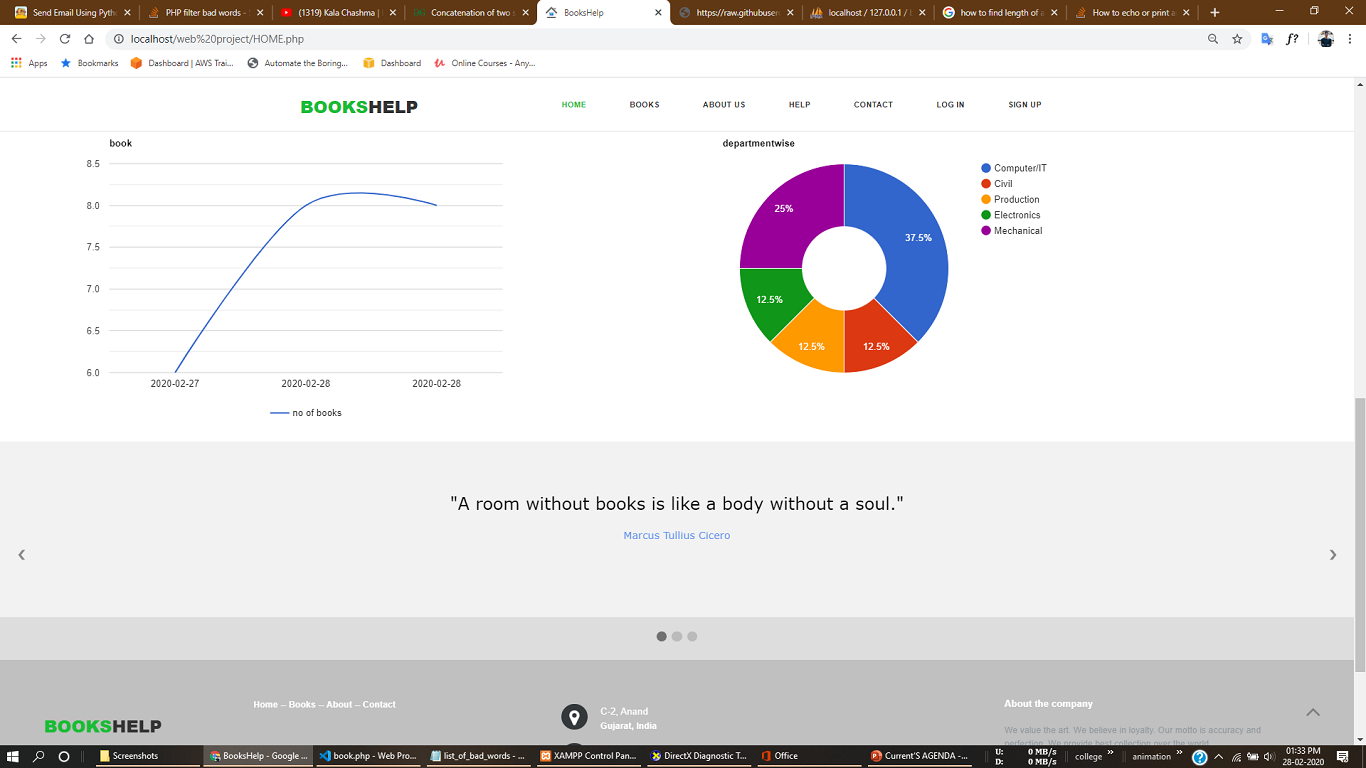 Send Email Using Pyth
PHP filter bad words -
(1319) Kala Chashma |
Concatenation of two s
BooksHelp
https://raw.githubuser
localhost / 127.0.0.1 /
how to find length of a
How to echo or print a
localhost/web%20project/HOME.php
Apps
Bookmarks
Dashboard | AWS Trai...
Automate the Boring...
Dashboard
Online Courses - Any...
BOOKSHELP
HOME
BOOKS
ABOUT US
HELP
CONTACT
LOG IN
SIGN UP
book
8.5
8.0
7.5
7.0
6.5
6.0
2020-02-27
2020-02-28
2020-02-28
no of books
departmentwise
25%
37.5%
12.5%
12.5%
12.5%
Computer/IT
Civil
Production
Electronics
Mechanical
"A room without books is like a body without a soul."
Marcus Tullius Cicero
‹
›
BOOKSHELP
Home – Books – About – Contact
C-2, Anand
Gujarat, India
About the company
We value the art. We believe in loyalty. Our motto is accuracy and
perfection. We provide best collection over the world.
Screenshots
BooksHelp - Google ...
book.php - Web Pro...
list_of_bad_words - ...
XAMPP Control Pan...
DirectX Diagnostic T...
Office
Current'S AGENDA -...
U: 0 MB/s
D: 0 MB/s
college
animation
01:33 PM
28-02-2020